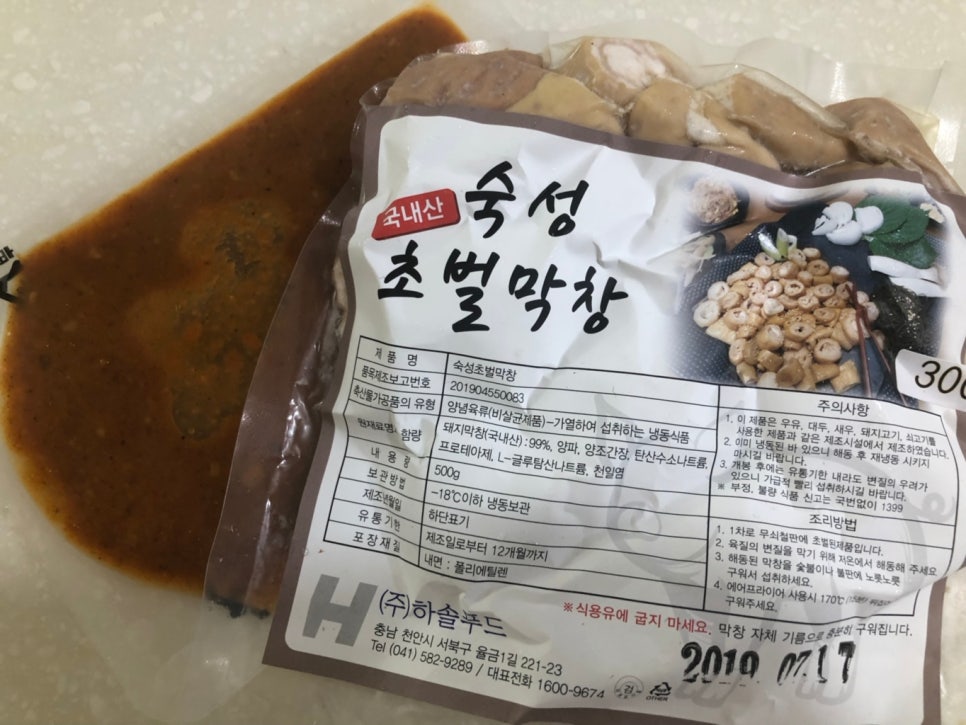 국내산 숙성
초벌막창
제품명 숙성초벌막창
품목제조보고번호 201904550083
축산물가공품의 유형 양념육류(비살균제품)-가열하여 섭취하는 냉동식품
원재료명 함량 돼지막창(국내산):99%, 양파, 양조간장, 탄산수소나트륨,
프로테아제, L-글루탐산나트륨, 천일염
내용량 500g
보관방법 -18℃이하 냉동보관
제조년월일 하단표기
유통기한 제조일로부터 12개월까지
포장재질 내면 : 폴리에틸렌
300
주의사항
1. 이 제품은 우유, 대두, 새우, 돼지고기, 쇠고기를
사용한 제품과 같은 제조시설에서 제조하였습니다.
2. 이미 냉동된 바 있으니 해동 후 재냉동 시키지
마시길 바랍니다.
3. 개봉 후에는 유통기한 내라도 변질의 우려가
있으니 가급적 빨리 섭취하시길 바랍니다.
※ 부정, 불량 식품 신고는 국번없이 1399
조리방법
1. 1차로 무쇠철판에 초벌된제품입니다.
2. 육질의 변질을 막기 위해 저온에서 해동해 주세요
3. 해동된 막창을 숯불이나 불판에 노릇노릇
구워서 섭취하세요.
4. 에어프라이어 사용시 170℃
구워주세요.
※식용유에 굽지 마세요. 막창 자체 기름으로 충분히 구워집니다.
H (주)하솔푸드
충남 천안시 서북구 율금1길 221-23
Tel (041) 582-9289 / 대표전화 1600-9674
OTHER
2019 07.17